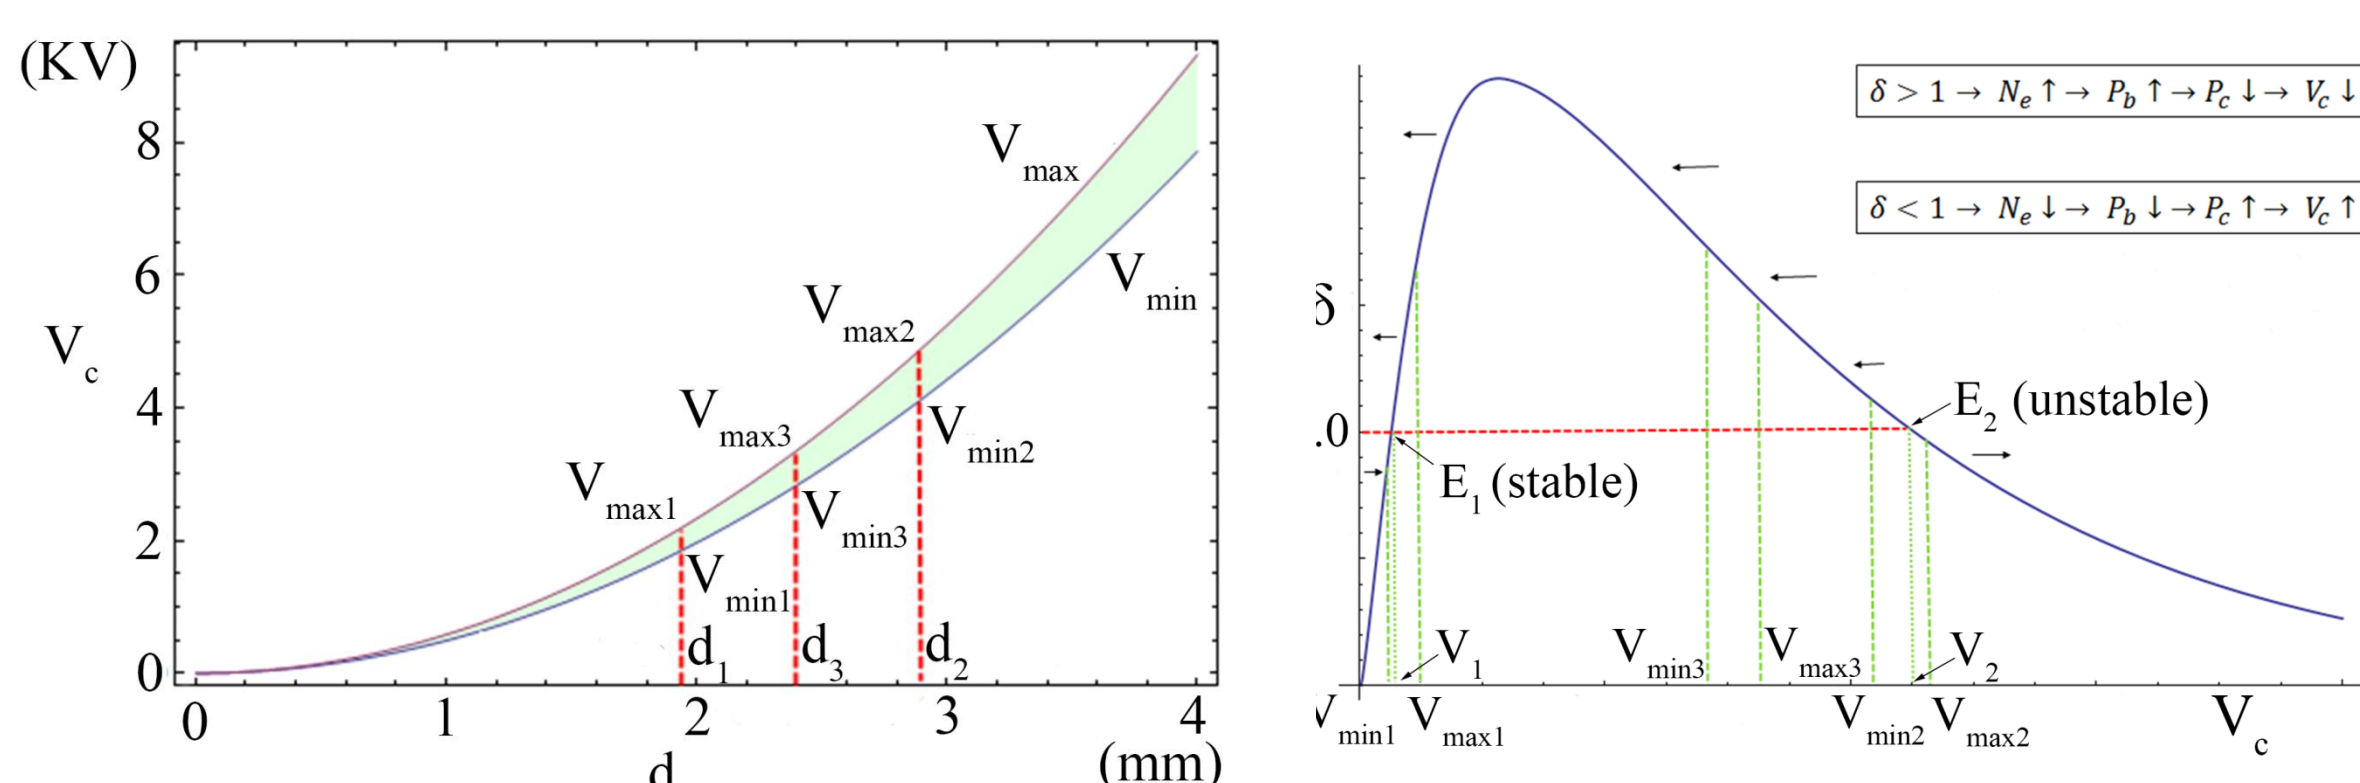 (KV)
8
6
4
2
0
V_c
V_max
V_min
V_max2
V_min2
V_max3
V_min3
V_max1
V_min1
d_1
d_3
d_2
0
1
2
3
4
d
(mm)
δ > 1 → N_e ↑ → P_b ↑ → P_c ↓ → V_c ↓
δ < 1 → N_e ↓ → P_b ↓ → P_c ↑ → V_c ↑
δ
.0
E_2 (unstable)
E_1 (stable)
V_1
V_min3
V_max3
V_2
V_min1
V_max1
V_min2
V_max2
V_c